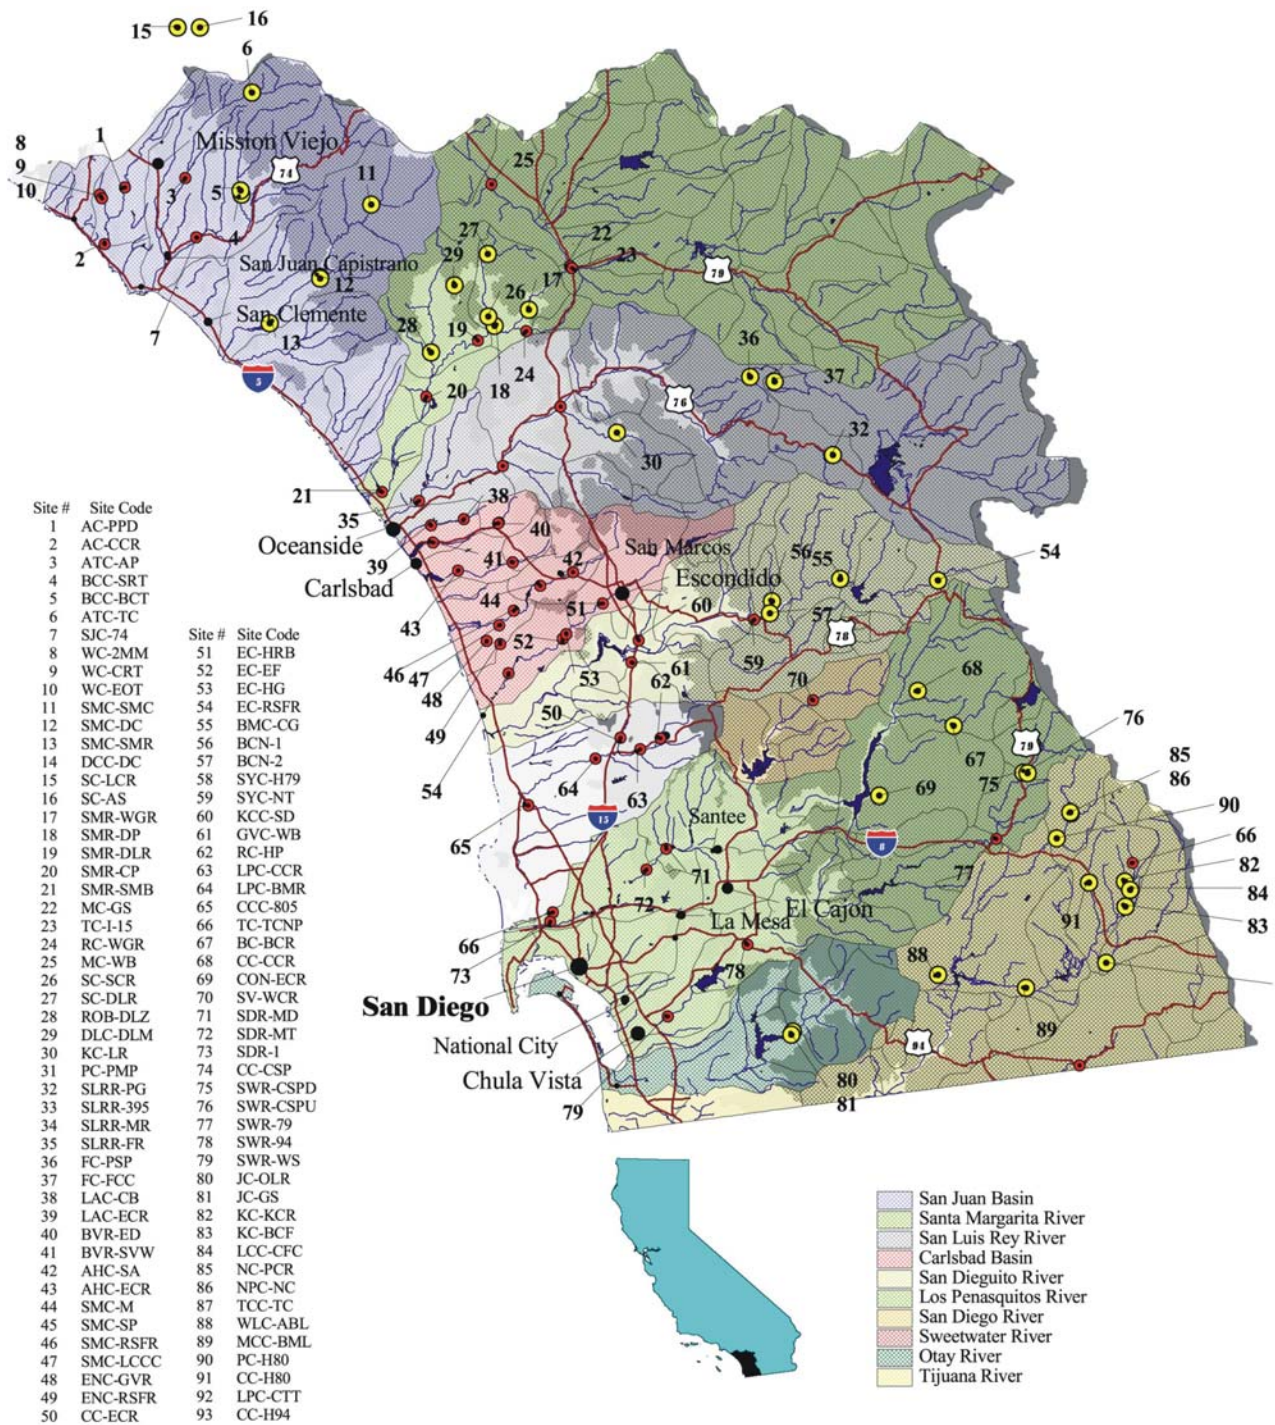 15
16
6
8
1
Mission Viejo
9
74
11
25
10
3
5
27
22
4
29
23
2
San Juan Capistrano
17
79
12
26
7
San Clemente
28
19
36
13
24
37
5
20
18
76
32
30
21
38
Site # Site Code
35
40
1 AC-PPD
Oceanside
San Marcos
2 AC-CCR
41
42
56
55
54
3 ATC-AP
39
Escondido
4 BCC-SRT
Carlsbad
5 BCC-BCT
44
51
60
57
6 ATC-TC
43
78
7 SJC-74 Site # Site Code
8 WC-2MM 51 EC-HRB
52
59
9 WC-CRT 52 EC-EF
46
61
68
10 WC-EOT 53 EC-HG
47
53
62
70
11 SMC-SMC 54 EC-RSFR
48
12 SMC-DC 55 BMC-CG
50
76
13 SMC-SMR 56 BCN-1
49
79
14 DCC-DC 57 BCN-2
67
85
15 SC-LCR 58 SYC-H79
64
75
86
16 SC-AS 59 SYC-NT
54
63
69
90
17 SMR-WGR 60 KCC-SD
15
Santee
18 SMR-DP 61 GVC-WB
65
8
66
19 SMR-DLR 62 RC-HP
82
20 SMR-CP 63 LPC-CCR
71
77
84
21 SMR-SMB 64 LPC-BMR
72
El Cajon
91
22 MC-GS 65 CCC-805
La Mesa
83
23 TC-I-15 66 TC-TCNP
66
24 RC-WGR 67 BC-BCR
73
25 MC-WB 68 CC-CCR
78
88
26 SC-SCR 69 CON-ECR
27 SC-DLR 70 SV-WCR
San Diego
28 ROB-DLZ 71 SDR-MD
89
29 DLC-DLM 72 SDR-MT
National City
94
30 KC-LR 73 SDR-1
Chula Vista
31 PC-PMP 74 CC-CSP
80
32 SLRR-PG 75 SWR-CSPD
79
81
33 SLRR-395 76 SWR-CSPU
34 SLRR-MR 77 SWR-79
35 SLRR-FR 78 SWR-94
36 FC-PSP 79 SWR-WS
37 FC-FCC 80 JC-OLR
38 LAC-CB 81 JC-GS
39 LAC-ECR 82 KC-KCR
40 BVR-ED 83 KC-BCF
41 BVR-SVW 84 LCC-CFC
42 AHC-SA 85 NC-PCR
43 AHC-ECR 86 NPC-NC
44 SMC-M 87 TCC-TC
45 SMC-SP 88 WLC-ABL
46 SMC-RSFR 89 MCC-BML
47 SMC-LCCC 90 PC-H80
48 ENC-GVR 91 CC-H80
49 ENC-RSFR 92 LPC-CTT
50 CC-ECR 93 CC-H94
San Juan Basin
Santa Margarita River
San Luis Rey River
Carlsbad Basin
San Dieguito River
Los Penasquitos River
San Diego River
Sweetwater River
Otay River
Tijuana River